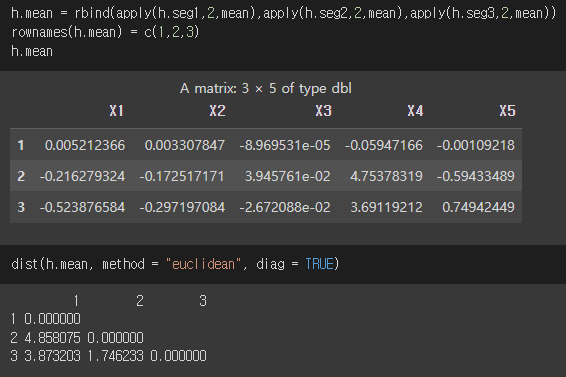 h.mean = rbind(apply(h.seg1,2,mean),apply(h.seg2,2,mean),apply(h.seg3,2,mean))
rownames(h.mean) = c(1,2,3)
h.mean
A matrix: 3 × 5 of type dbl
X1 X2 X3 X4 X5
1 0.005212366 0.003307847 -8.969531e-05 -0.05947166 -0.00109218
2 -0.216279324 -0.172517171 3.945761e-02 4.75378319 -0.59433489
3 -0.523876584 -0.297197084 -2.672088e-02 3.69119212 0.74942449
dist(h.mean, method = "euclidean", diag = TRUE)
1 2 3
1 0.000000
2 4.858075 0.000000
3 3.873203 1.746233 0.000000